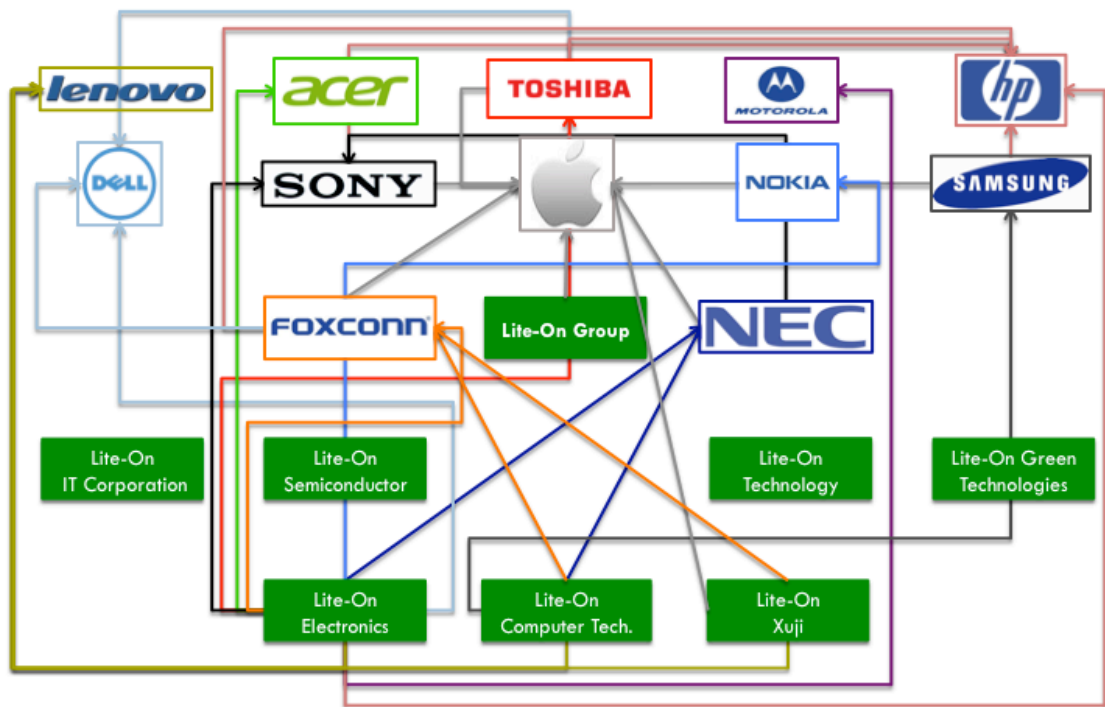 lenovo
acer
TOSHIBA
MOTOROLA
hp
DELL
SONY
NOKIA
SAMSUNG
FOXCONN
Lite-On Group
NEC
Lite-On
IT Corporation
Lite-On
Semiconductor
Lite-On
Technology
Lite-On Green
Technologies
Lite-On
Electronics
Lite-On
Computer Tech.
Lite-On
Xuji